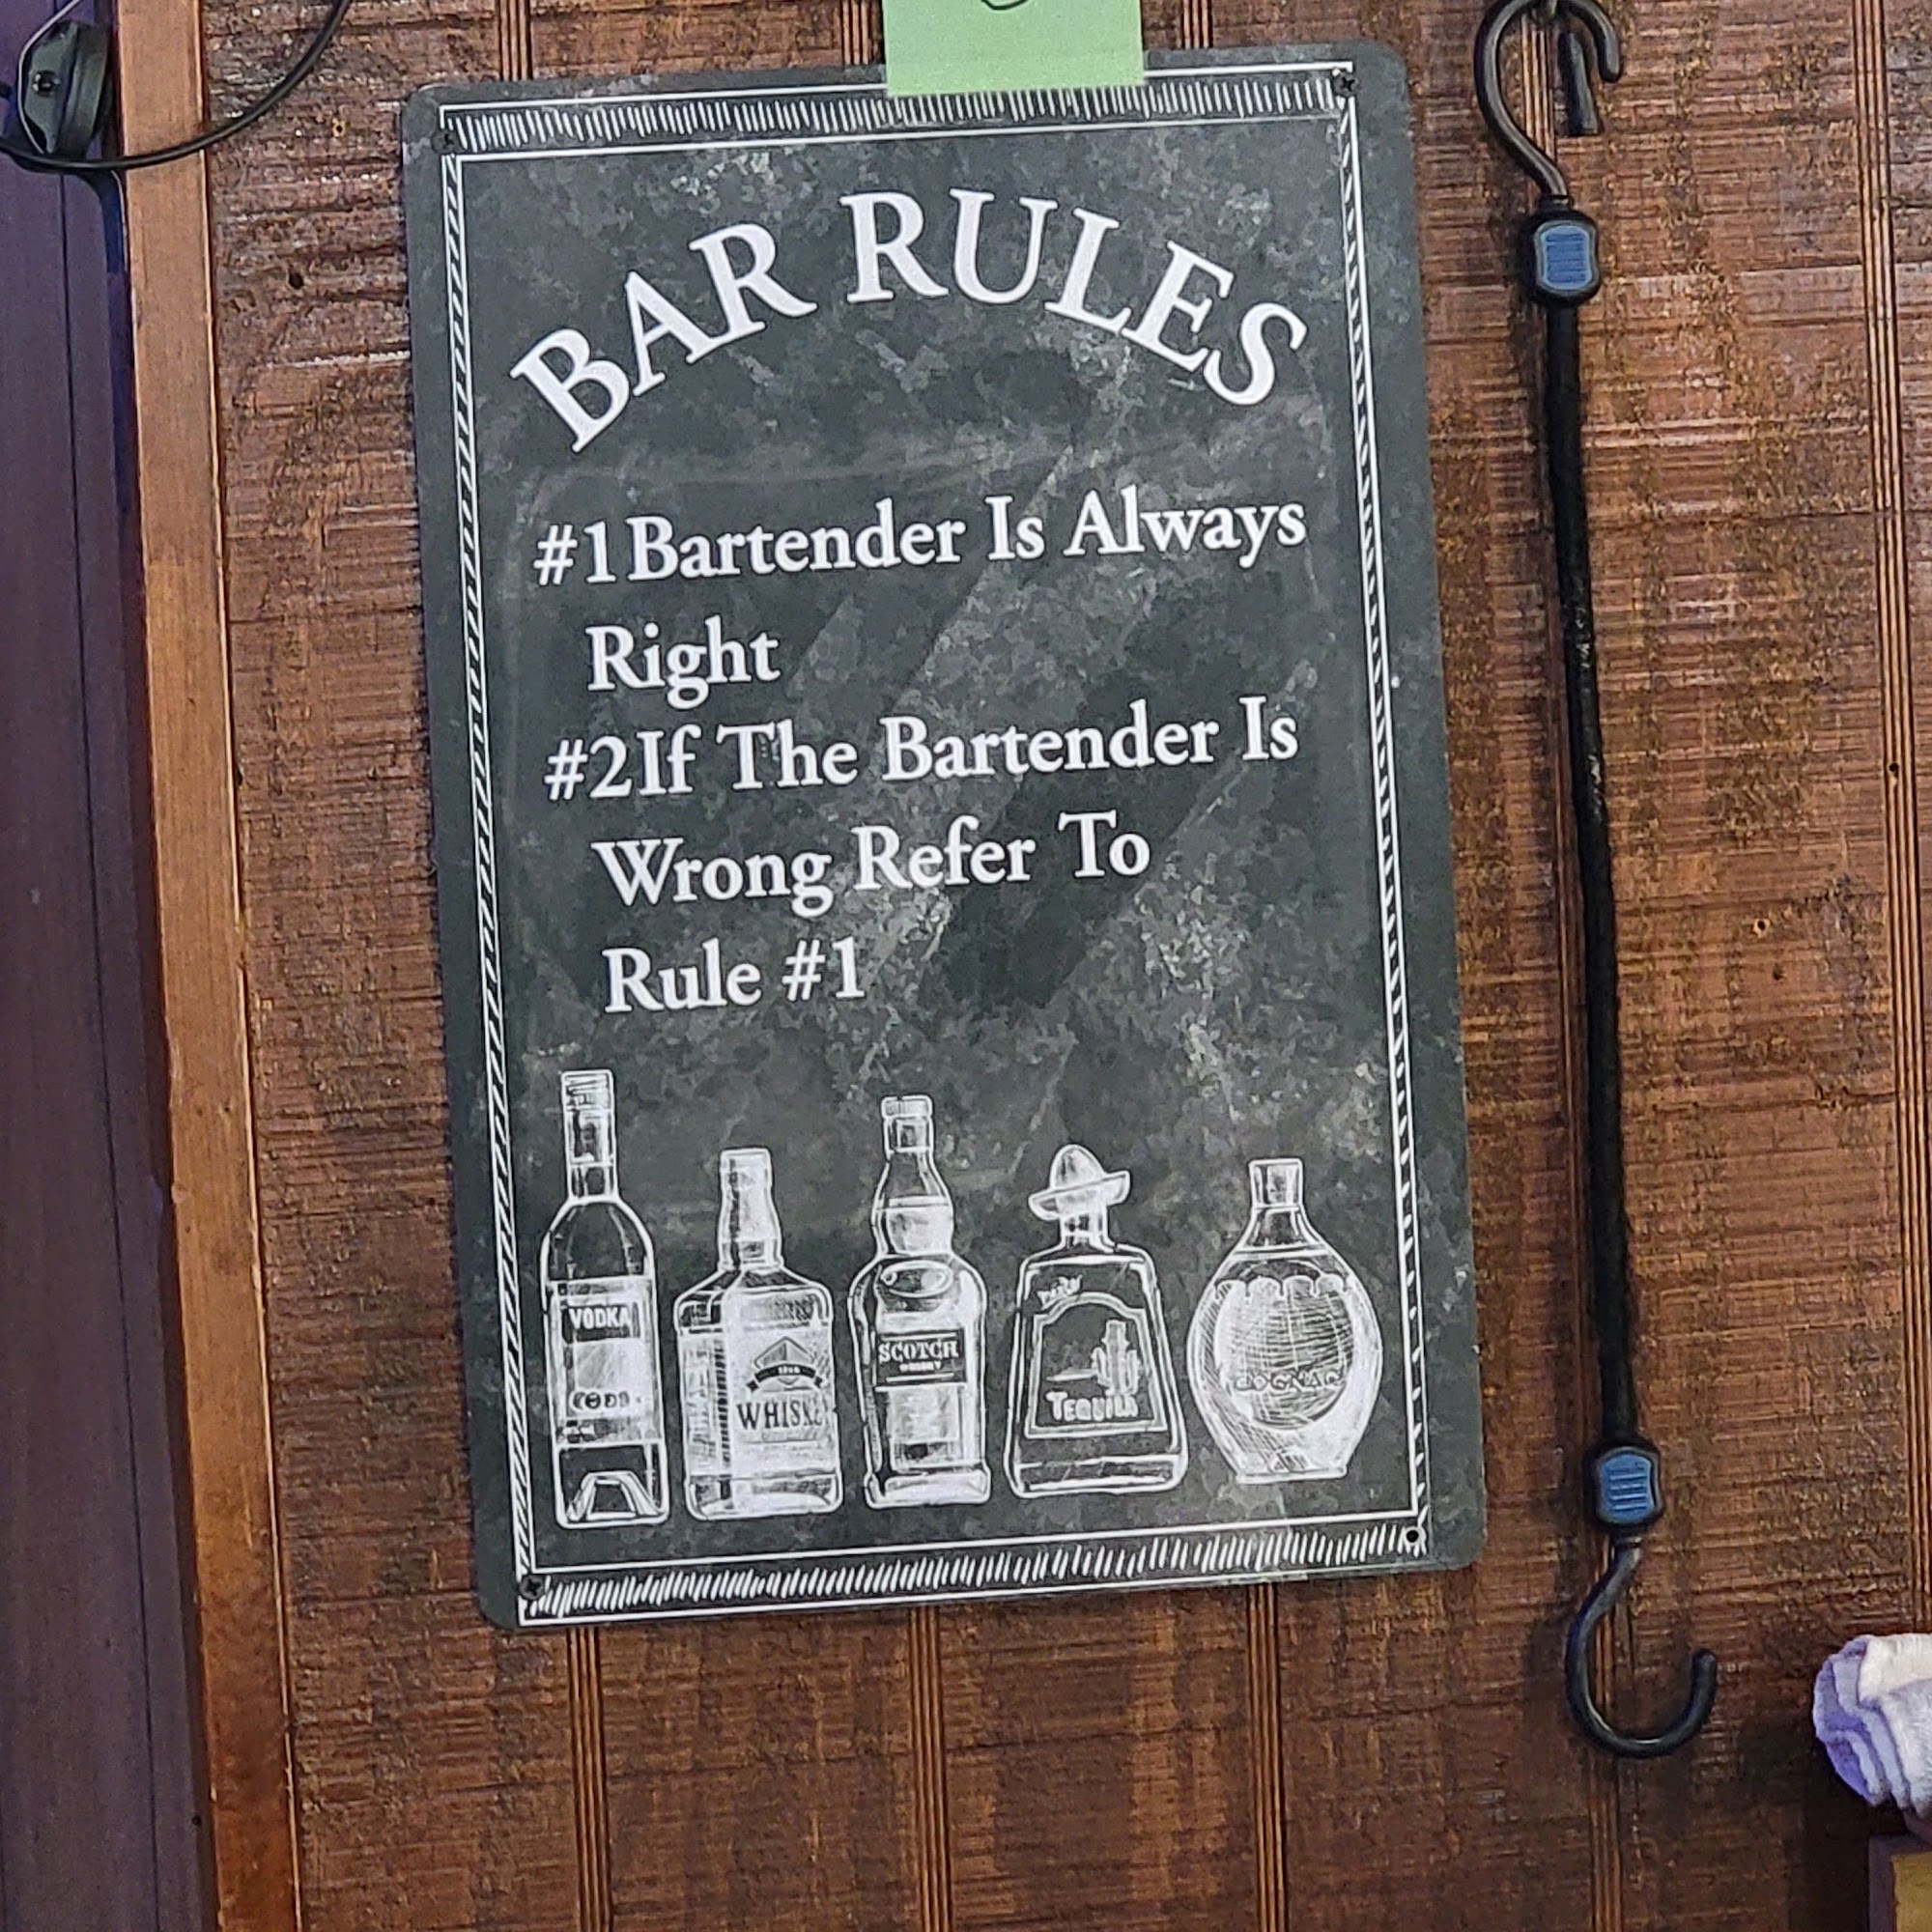 BAR RULES
#1 Bartender Is Always
Right
#2 If The Bartender Is
Wrong Refer To
Rule #1
VODKA
WHISKE
SCOTCH
WHISKY
TEQUILA
COGNAC